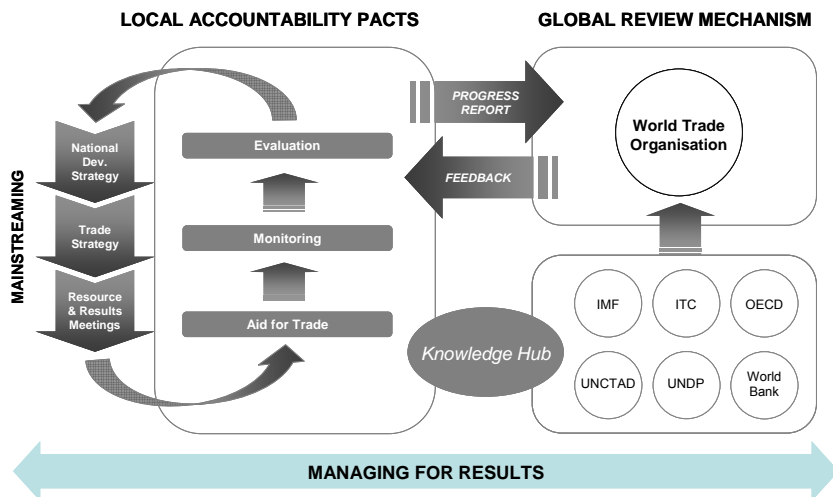 LOCAL ACCOUNTABILITY PACTS
GLOBAL REVIEW MECHANISM
MAINSTREAMING
National
Dev.
Strategy
Trade
Strategy
Resource
& Results
Meetings
Evaluation
Monitoring
Aid for Trade
PROGRESS
REPORT
FEEDBACK
Knowledge Hub
World Trade
Organisation
IMF
ITC
OECD
UNCTAD
UNDP
World
Bank
MANAGING FOR RESULTS